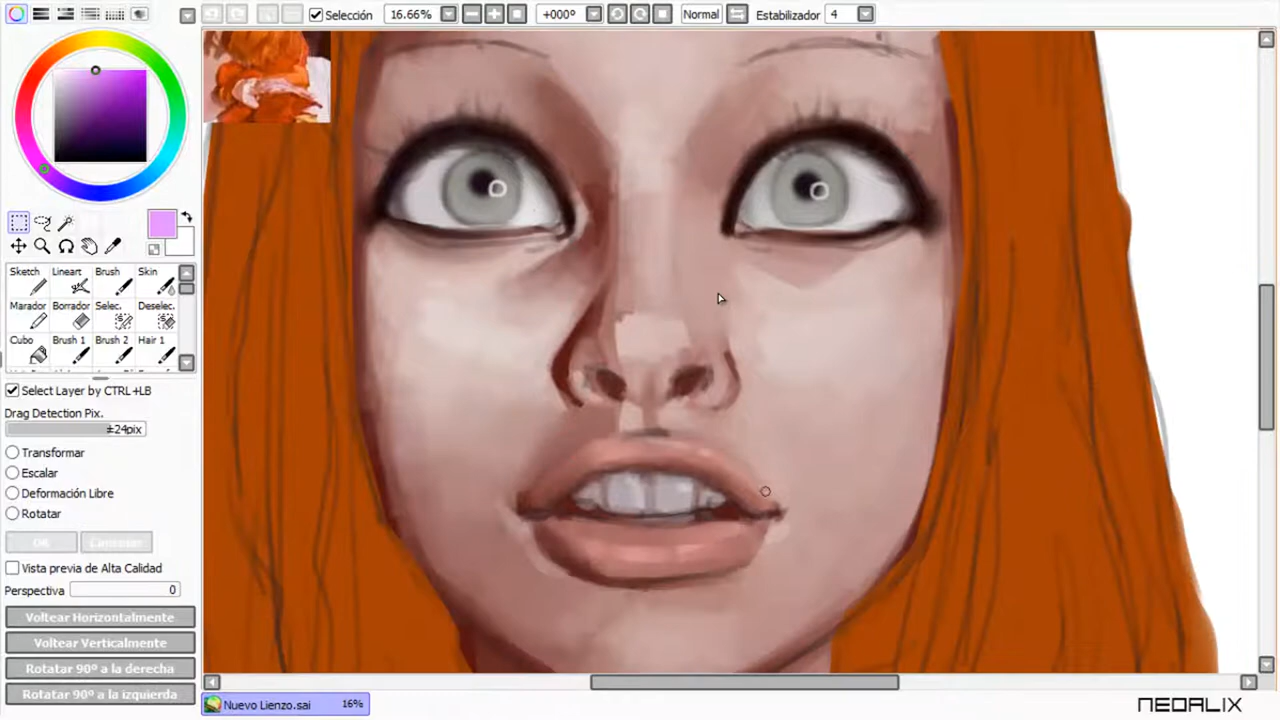 Selección 16.66% +000º Normal Estabilizador 4
Sketch Lineart Brush Skin
Marador Borrador Selec. Deselec.
Cubo Brush 1 Brush 2 Hair 1
Select Layer by CTRL +LB
Drag Detection Pix.
±24pix
Transformar
Escalar
Deformación Libre
Rotatar
OK Cancelar
Vista previa de Alta Calidad
Perspectiva 0
Voltear Horizontalmente
Voltear Verticalmente
Rotatar 90º a la derecha
Rotatar 90º a la izquierda
Nuevo Lienzo.sai 16%
NEOALIX